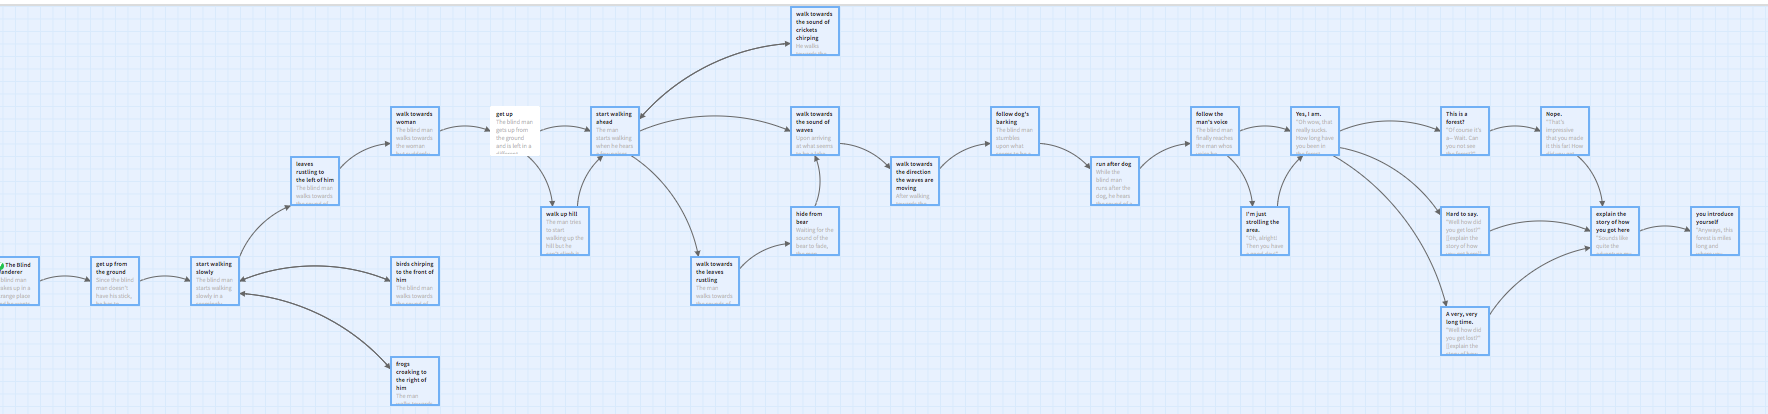 walk towards
the sound of
crickets
chirping
He walks
walk towards
woman
The blind man
walks towards
the woman
get up
The blind man
gets up from
the ground
and is left in a
start walking
ahead
The man
starts walking
when he hears
walk towards
the sound of
waves
Upon arriving
at what seems
follow dog's
barking
The blind man
stumbles
upon what
follow the
man's voice
The blind man
finally reaches
Yes, I am.
"Oh wow, that
really sucks.
How long have
you been in
This is a
forest?
"Of course it's
a- Wait. Can
you not see
Nope.
"That's
impressive
that you made
it this far! How
leaves
rustling to
the left of him
The blind man
walks towards
walk towards
the direction
the waves are
moving
After walking
run after dog
While the
blind man
runs after the
dog, he hears
walk up hill
The man tries
to start
walking up the
hill but he
hide from
bear
Waiting for the
sound of the
bear to fade,
I'm just
strolling the
area.
"Oh, alright!
Then you have
Hard to say.
"Well how did
you get lost?"
[[explain the
story of how
explain the
story of how
you got here
"Sounds like
quite the
you introduce
yourself
"Anyways, this
forest is miles
long and
The Blind
blind man
get up from
the ground
Since the blind
man doesn't
have his stick,
start walking
slowly
The blind man
starts walking
slowly in a
birds chirping
to the front of
him
The blind man
walks towards
walk towards
the leaves
rustling
The man
walks towards
A very, very
long time.
"Well how did
you get lost?"
[[explain the
frogs
croaking to
the right of
him
The man